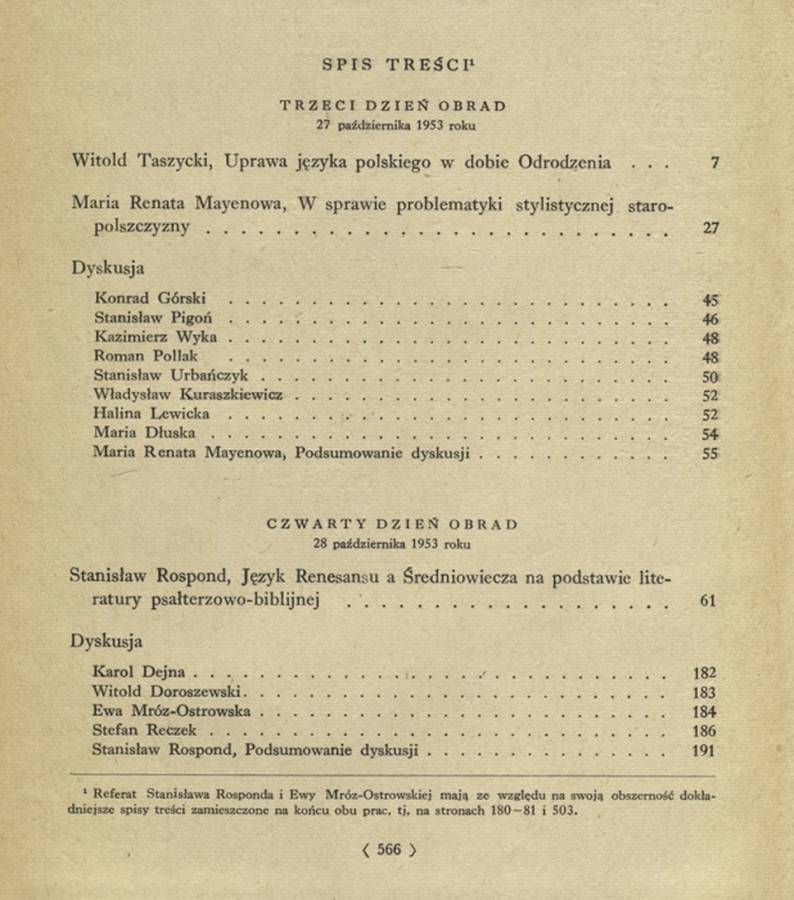 SPIS TREŚCI¹
TRZECI DZIEŃ OBRAD
27 października 1953 roku
Witold Taszycki, Uprawa języka polskiego w dobie Odrodzenia . . . 7
Maria Renata Mayenowa, W sprawie problematyki stylistycznej staro-
polszczyzny . . . . . . . . . . . . . . . . . . . . . . 27
Dyskusja
Konrad Górski . . . . . . . . . . . . . . . . . . . . . 45
Stanisław Pigoń . . . . . . . . . . . . . . . . . . . . . 46
Kazimierz Wyka . . . . . . . . . . . . . . . . . . . . . 48
Roman Pollak . . . . . . . . . . . . . . . . . . . . . 48
Stanisław Urbańczyk . . . . . . . . . . . . . . . . . . . 50
Władysław Kuraszkiewicz . . . . . . . . . . . . . . . . . . 52
Halina Lewicka . . . . . . . . . . . . . . . . . . . . . 52
Maria Dłuska . . . . . . . . . . . . . . . . . . . . . . 54
Maria Renata Mayenowa, Podsumowanie dyskusji . . . . . . . . . 55
CZWARTY DZIEŃ OBRAD
28 października 1953 roku
Stanisław Rospond, Język Renesansu a Średniowiecza na podstawie lite-
ratury psałterzowo-biblijnej . . . . . . . . . . . . . . . . 61
Dyskusja
Karol Dejna . . . . . . . . . . . . . . . . . . . . . . . 182
Witold Doroszewski . . . . . . . . . . . . . . . . . . . . 183
Ewa Mróz-Ostrowska . . . . . . . . . . . . . . . . . . . 184
Stefan Reczek . . . . . . . . . . . . . . . . . . . . . . 186
Stanisław Rospond, Podsumowanie dyskusji . . . . . . . . . . . 191
¹ Referat Stanisława Rosponda i Ewy Mróz-Ostrowskiej mają ze względu na swoją obszerność dokła-
dniejsze spisy treści zamieszczone na końcu obu prac, tj. na stronach 180–81 i 503.
⟨ 566 ⟩